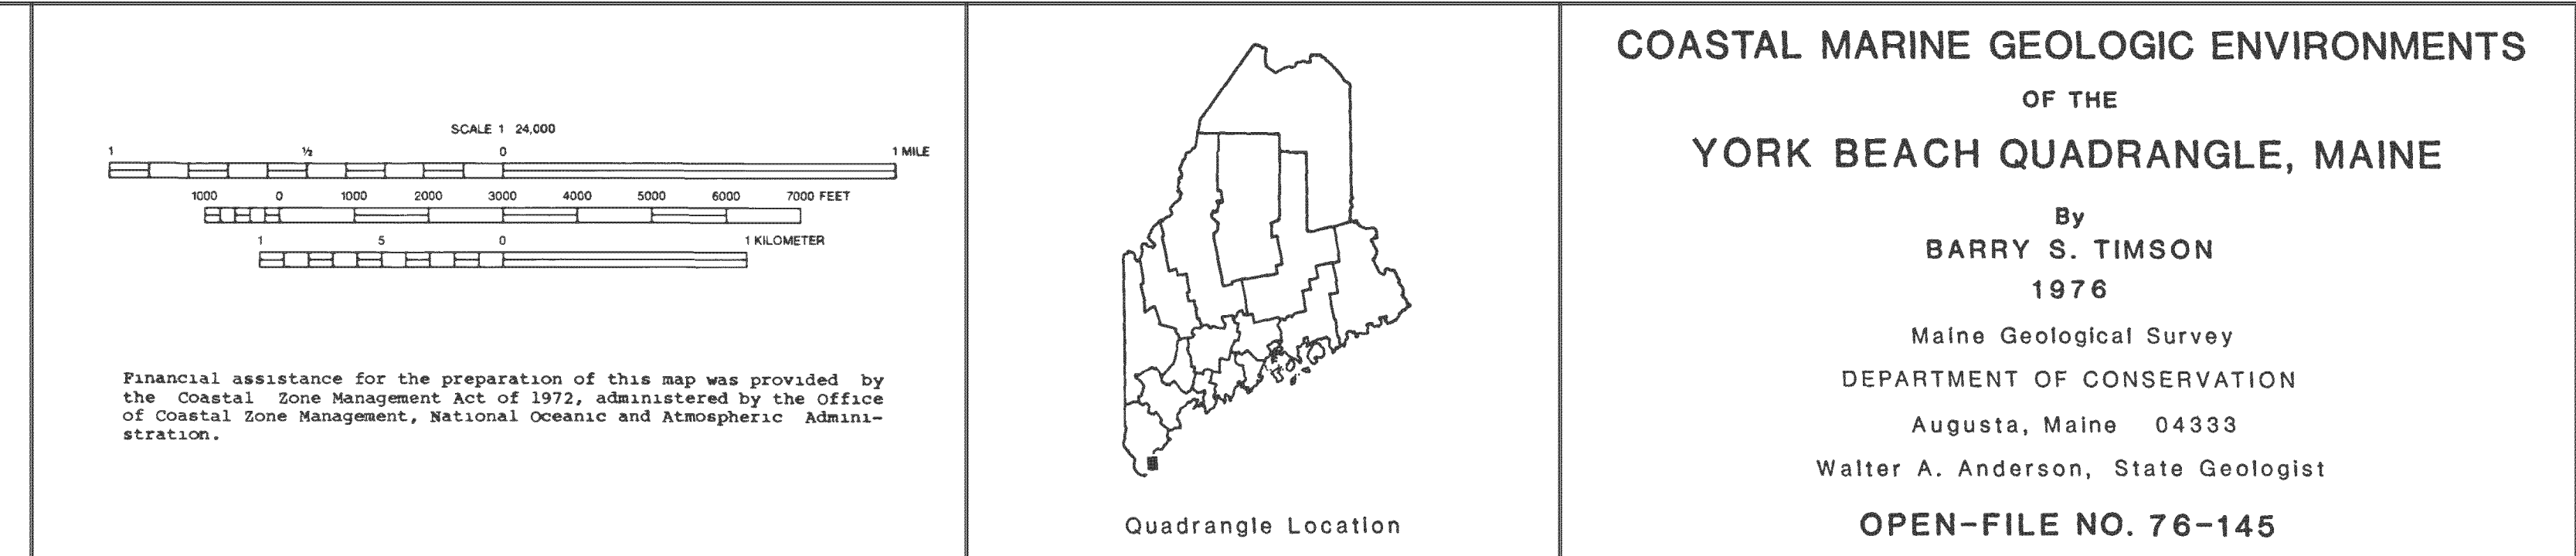 SCALE 1 24,000
1 ½ 0 1 MILE
1000 0 1000 2000 3000 4000 5000 6000 7000 FEET
1 5 0 1 KILOMETER
Financial assistance for the preparation of this map was provided by
the Coastal Zone Management Act of 1972, administered by the Office
of Coastal Zone Management, National Oceanic and Atmospheric Admini-
stration.
Quadrangle Location
COASTAL MARINE GEOLOGIC ENVIRONMENTS
OF THE
YORK BEACH QUADRANGLE, MAINE
By
BARRY S. TIMSON
1976
Maine Geological Survey
DEPARTMENT OF CONSERVATION
Augusta, Maine 04333
Walter A. Anderson, State Geologist
OPEN-FILE NO. 76-145